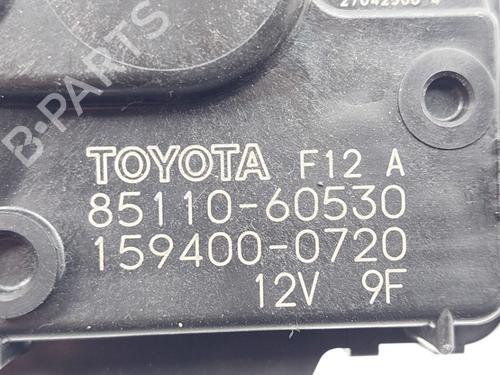 B-PARTS
TOYOTA F12 A
85110-60530
159400-0720
12V 9F